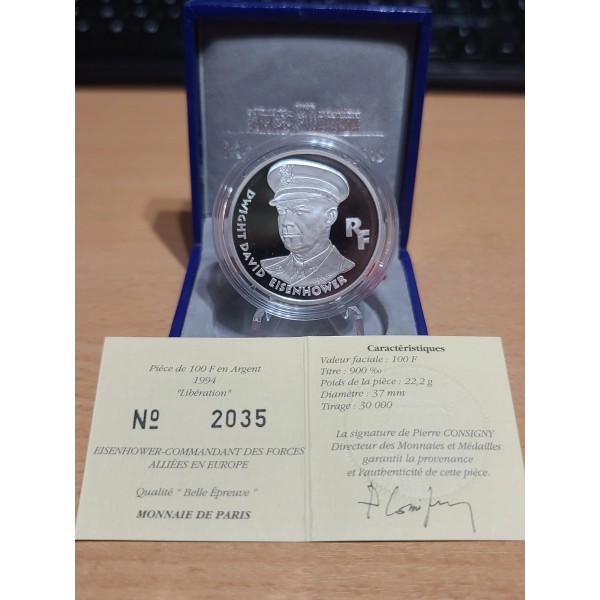 DWIGHT DAVID EISENHOWER
RF
Pièce de 100 F en Argent
1994
"Libération"
No 2035
EISENHOWER-COMMANDANT DES FORCES
ALLIÉES EN EUROPE
Qualité " Belle Épreuve "
MONNAIE DE PARIS
Caractéristiques
Valeur faciale : 100 F
Titre : 900 ‰
Poids de la pièce : 22,2 g
Diamètre : 37 mm
Tirage : 30 000
La signature de Pierre CONSIGNY
Directeur des Monnaies et Médailles
garantit la provenance
et l'authenticité de cette pièce.